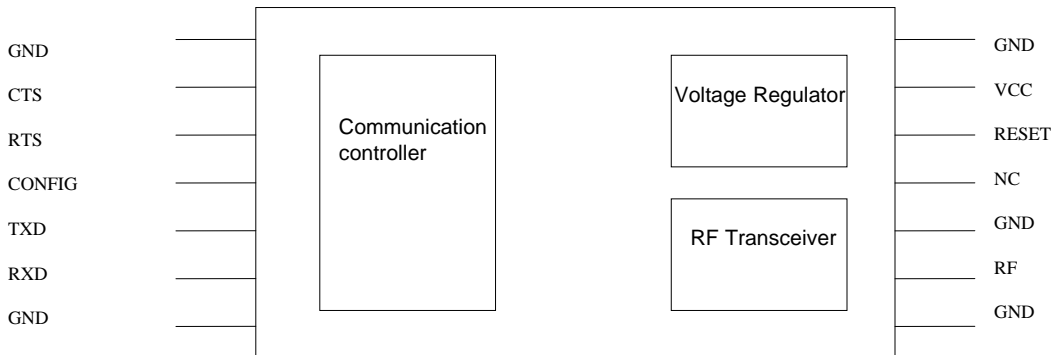 GND
CTS
RTS
CONFIG
TXD
RXD
GND
Communication
controller
Voltage Regulator
RF Transceiver
GND
VCC
RESET
NC
GND
RF
GND